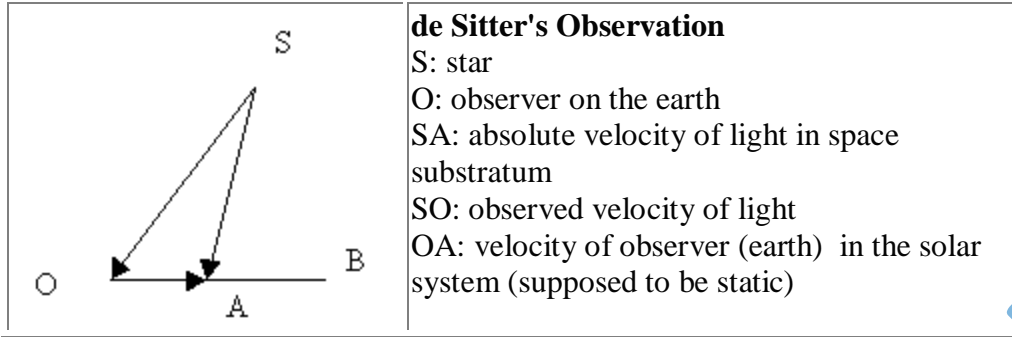 S
O
A
B
de Sitter's Observation
S: star
O: observer on the earth
SA: absolute velocity of light in space
substratum
SO: observed velocity of light
OA: velocity of observer (earth) in the solar
system (supposed to be static)